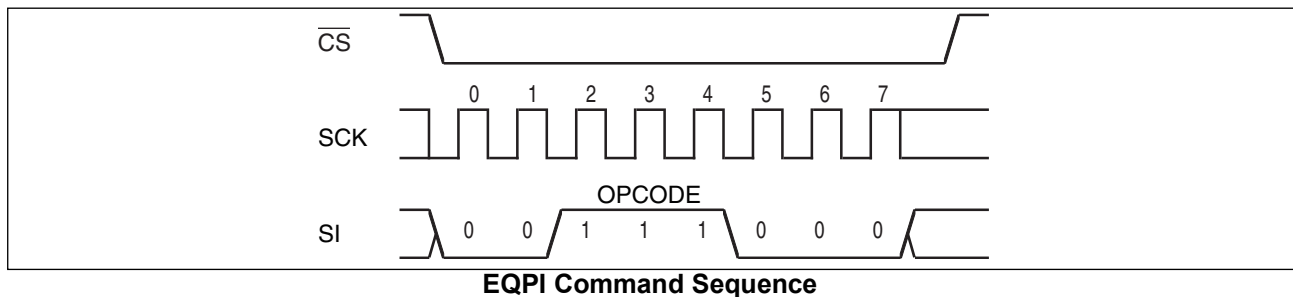 CS
0 1 2 3 4 5 6 7
SCK
OPCODE
SI 0 0 1 1 1 0 0 0
EQPI Command Sequence